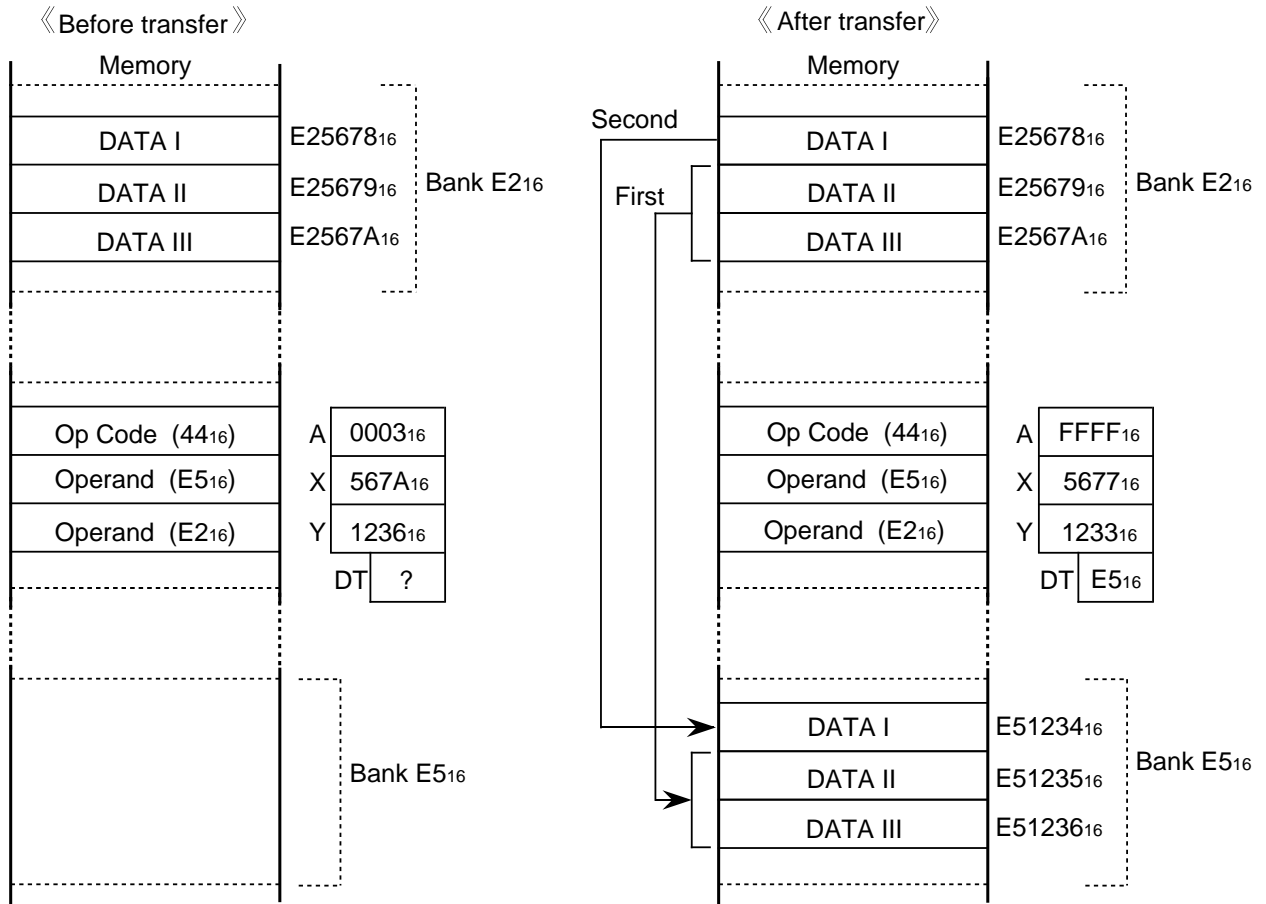 《Before transfer》
Memory
DATA I E25678₁₆
DATA II E25679₁₆
DATA III E2567A₁₆
Bank E2₁₆
Op Code (44₁₆)
Operand (E5₁₆)
Operand (E2₁₆)
A 0003₁₆
X 567A₁₆
Y 1236₁₆
DT ?
Bank E5₁₆
《After transfer》
Memory
Second
First
DATA I E25678₁₆
DATA II E25679₁₆
DATA III E2567A₁₆
Bank E2₁₆
Op Code (44₁₆)
Operand (E5₁₆)
Operand (E2₁₆)
A FFFF₁₆
X 5677₁₆
Y 1233₁₆
DT E5₁₆
DATA I E51234₁₆
DATA II E51235₁₆
DATA III E51236₁₆
Bank E5₁₆